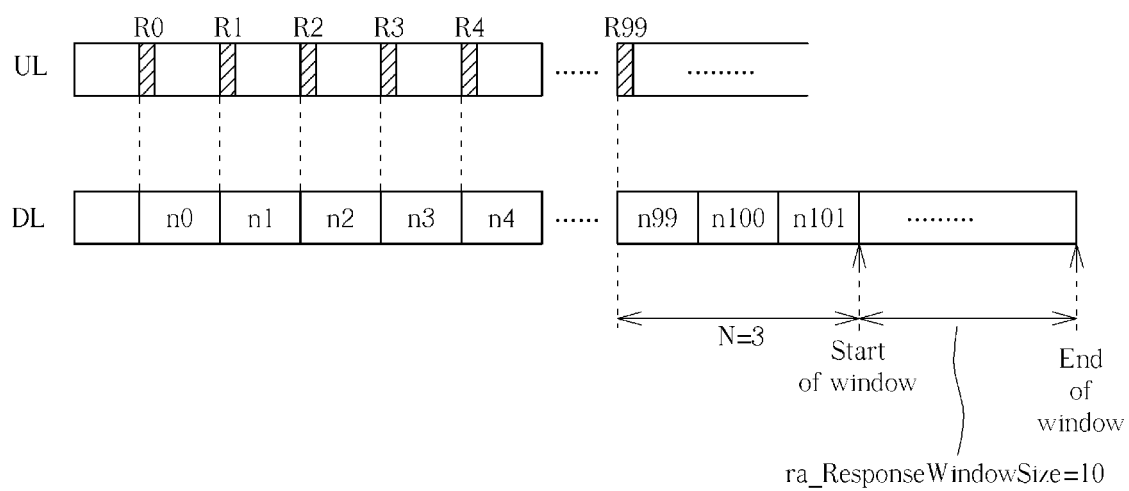 R0 R1 R2 R3 R4 R99
UL ...... .........
DL n0 n1 n2 n3 n4 ...... n99 n100 n101 .........
N=3
Start
of window
End
of
window
ra_ResponseWindowSize=10